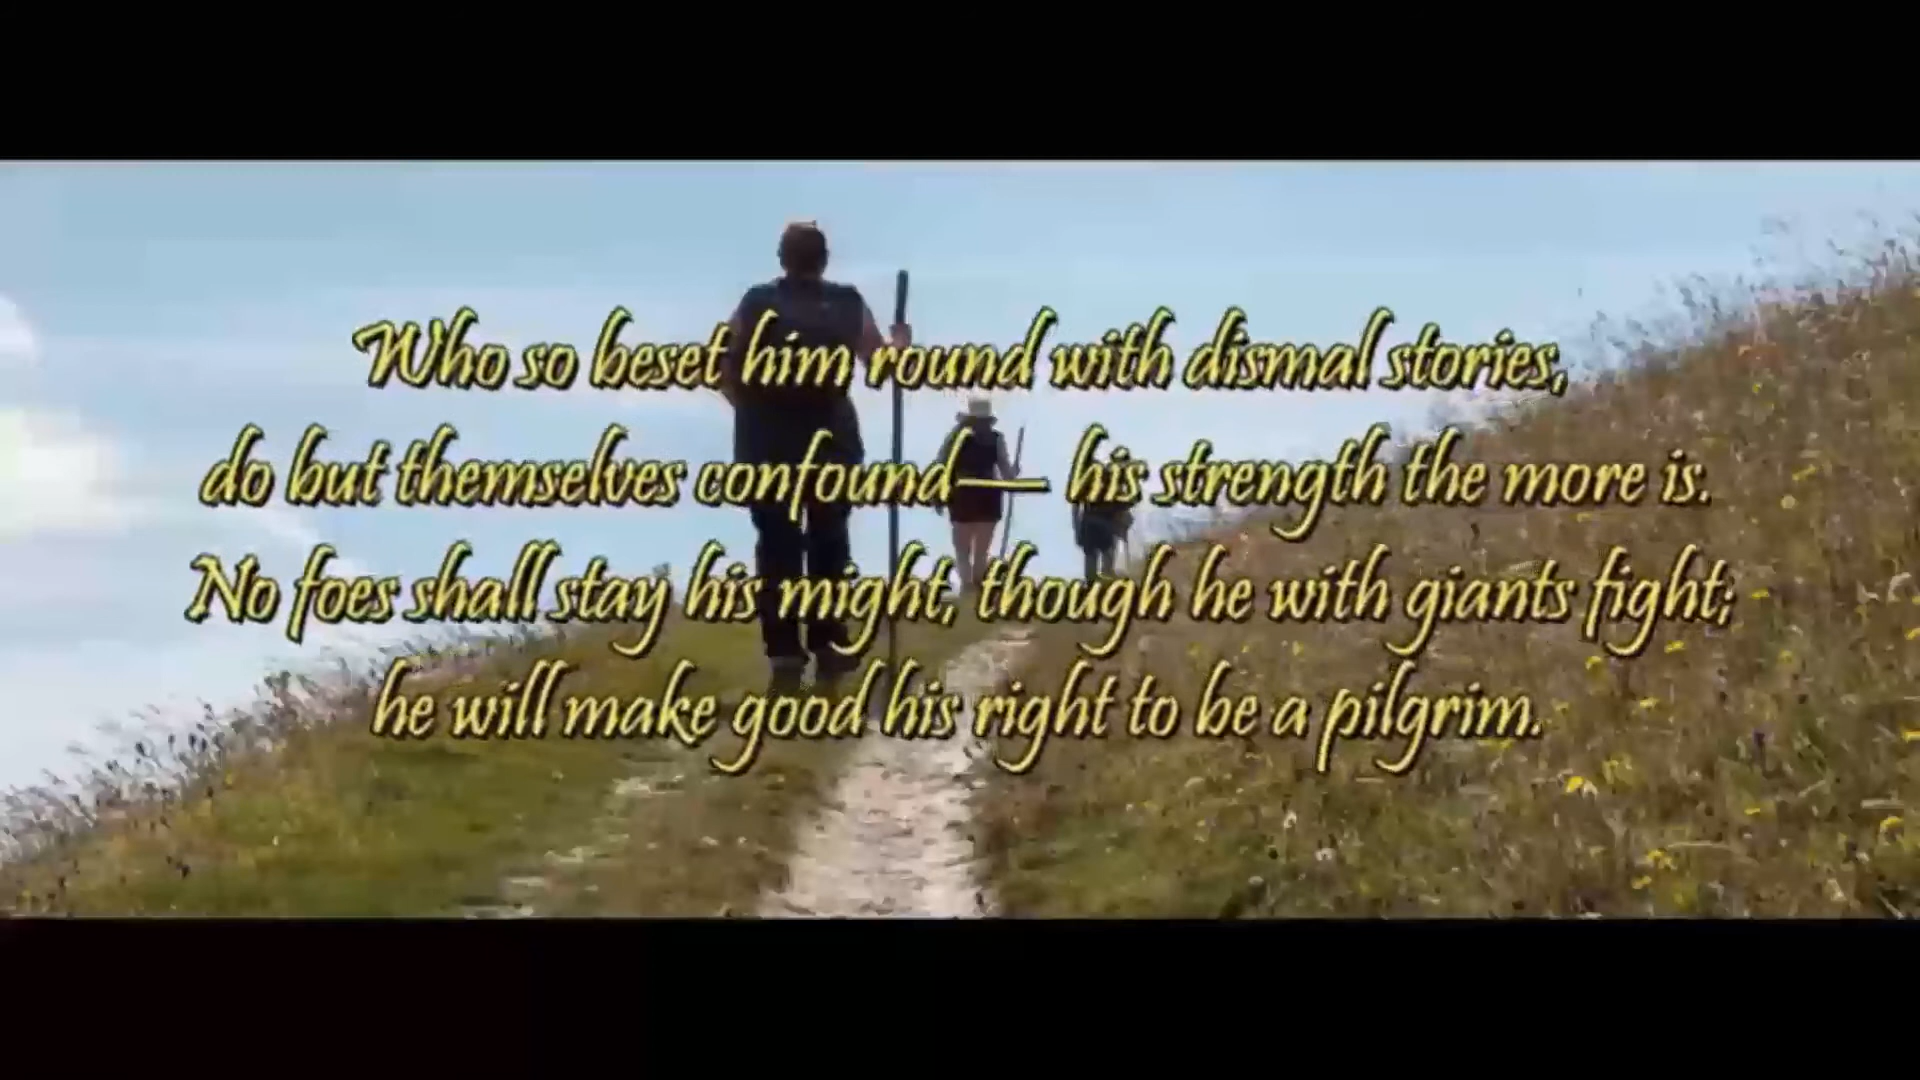 Who so beset him round with dismal stories,
do but themselves confound— his strength the more is.
No foes shall stay his might, though he with giants fight;
he will make good his right to be a pilgrim.